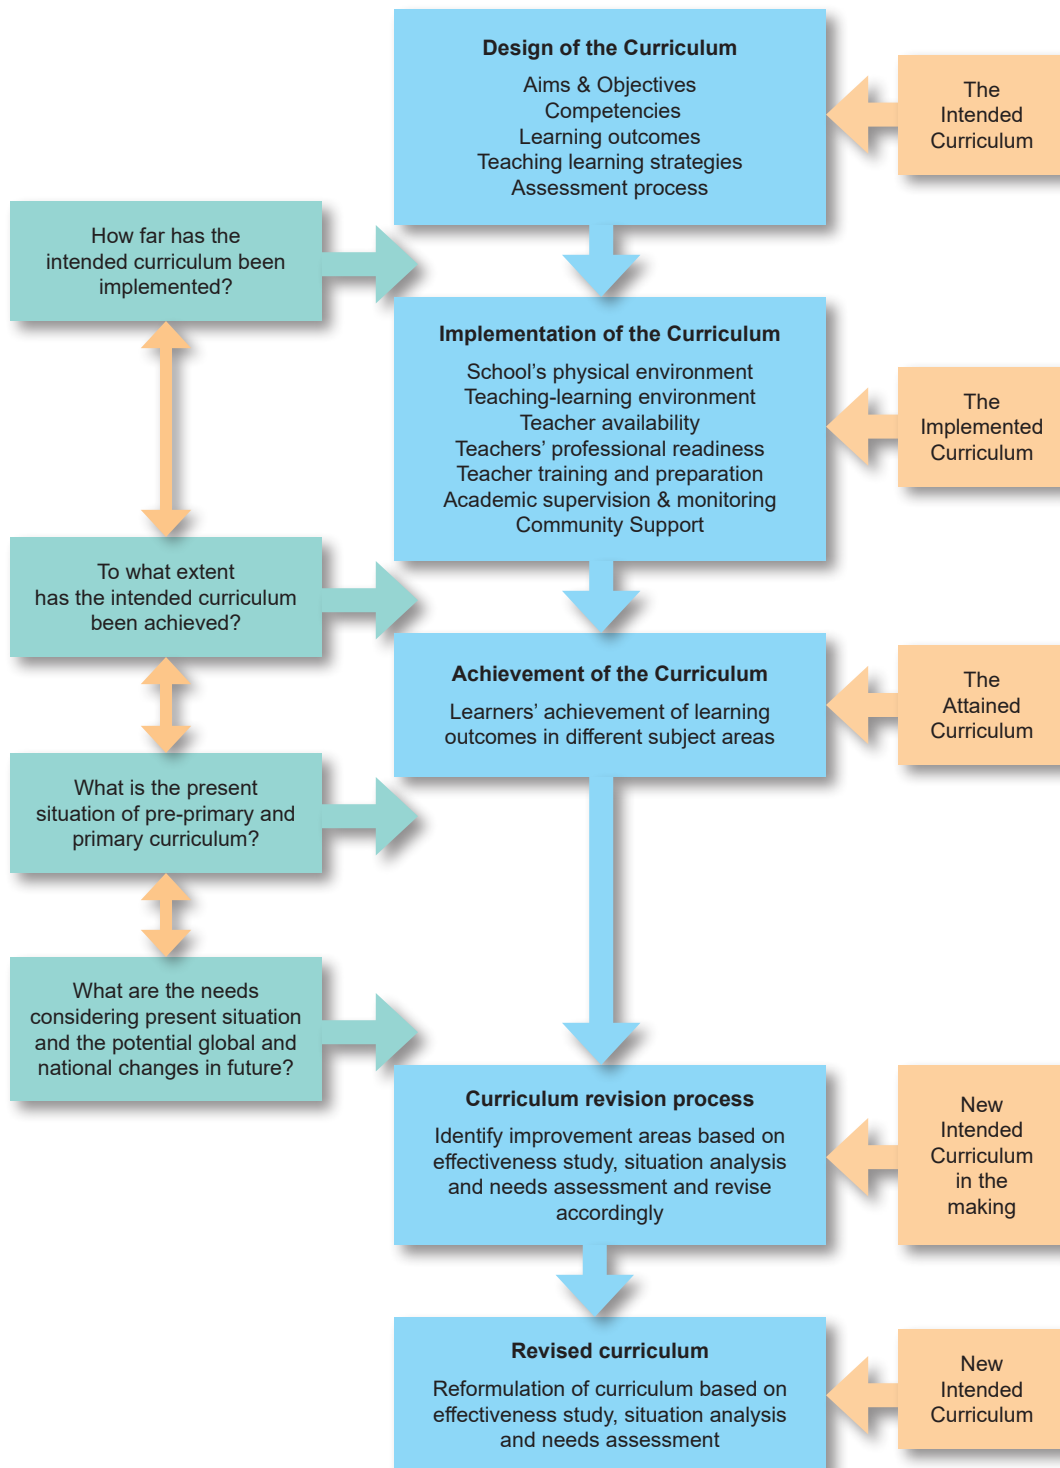 Design of the Curriculum
Aims & Objectives
Competencies
Learning outcomes
Teaching learning strategies
Assessment process
The
Intended
Curriculum
How far has the
intended curriculum been
implemented?
Implementation of the Curriculum
School's physical environment
Teaching-learning environment
Teacher availability
Teachers' professional readiness
Teacher training and preparation
Academic supervision & monitoring
Community Support
The
Implemented
Curriculum
To what extent
has the intended curriculum
been achieved?
Achievement of the Curriculum
Learners' achievement of learning
outcomes in different subject areas
The
Attained
Curriculum
What is the present
situation of pre-primary and
primary curriculum?
What are the needs
considering present situation
and the potential global and
national changes in future?
Curriculum revision process
Identify improvement areas based on
effectiveness study, situation analysis
and needs assessment and revise
accordingly
New
Intended
Curriculum
in the
making
Revised curriculum
Reformulation of curriculum based on
effectiveness study, situation analysis
and needs assessment
New
Intended
Curriculum